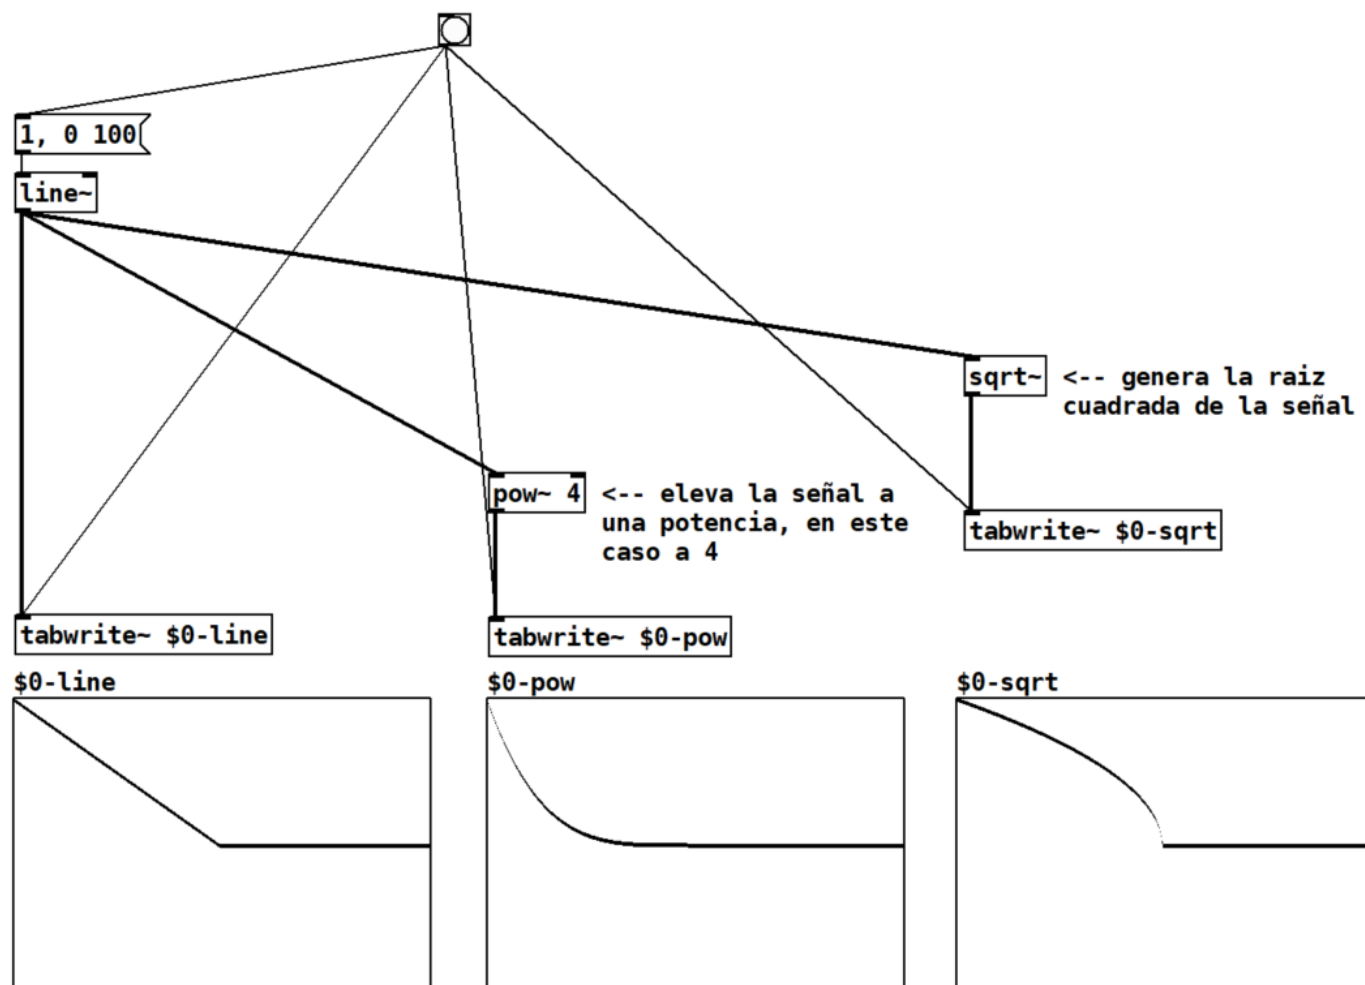 1, 0 100
line~
sqrt~
<-- genera la raiz
cuadrada de la señal
pow~ 4
<-- eleva la señal a
una potencia, en este
caso a 4
tabwrite~ $0-sqrt
tabwrite~ $0-line
tabwrite~ $0-pow
$0-line
$0-pow
$0-sqrt